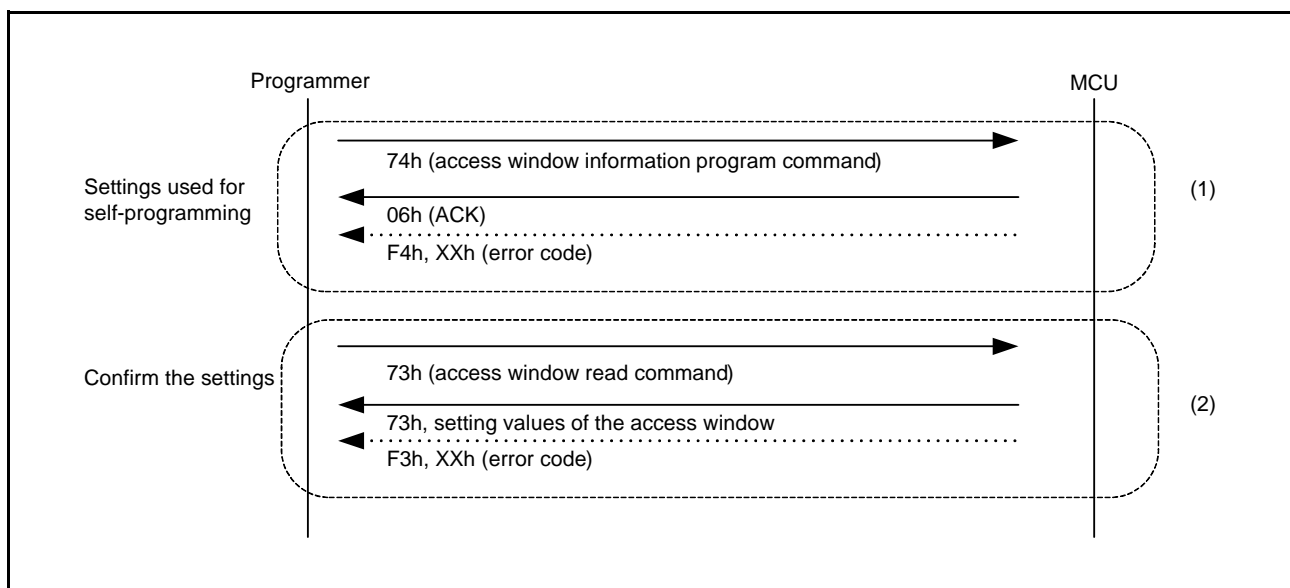 Programmer
MCU
74h (access window information program command)
Settings used for
self-programming
(1)
06h (ACK)
F4h, XXh (error code)
73h (access window read command)
Confirm the settings
(2)
73h, setting values of the access window
F3h, XXh (error code)